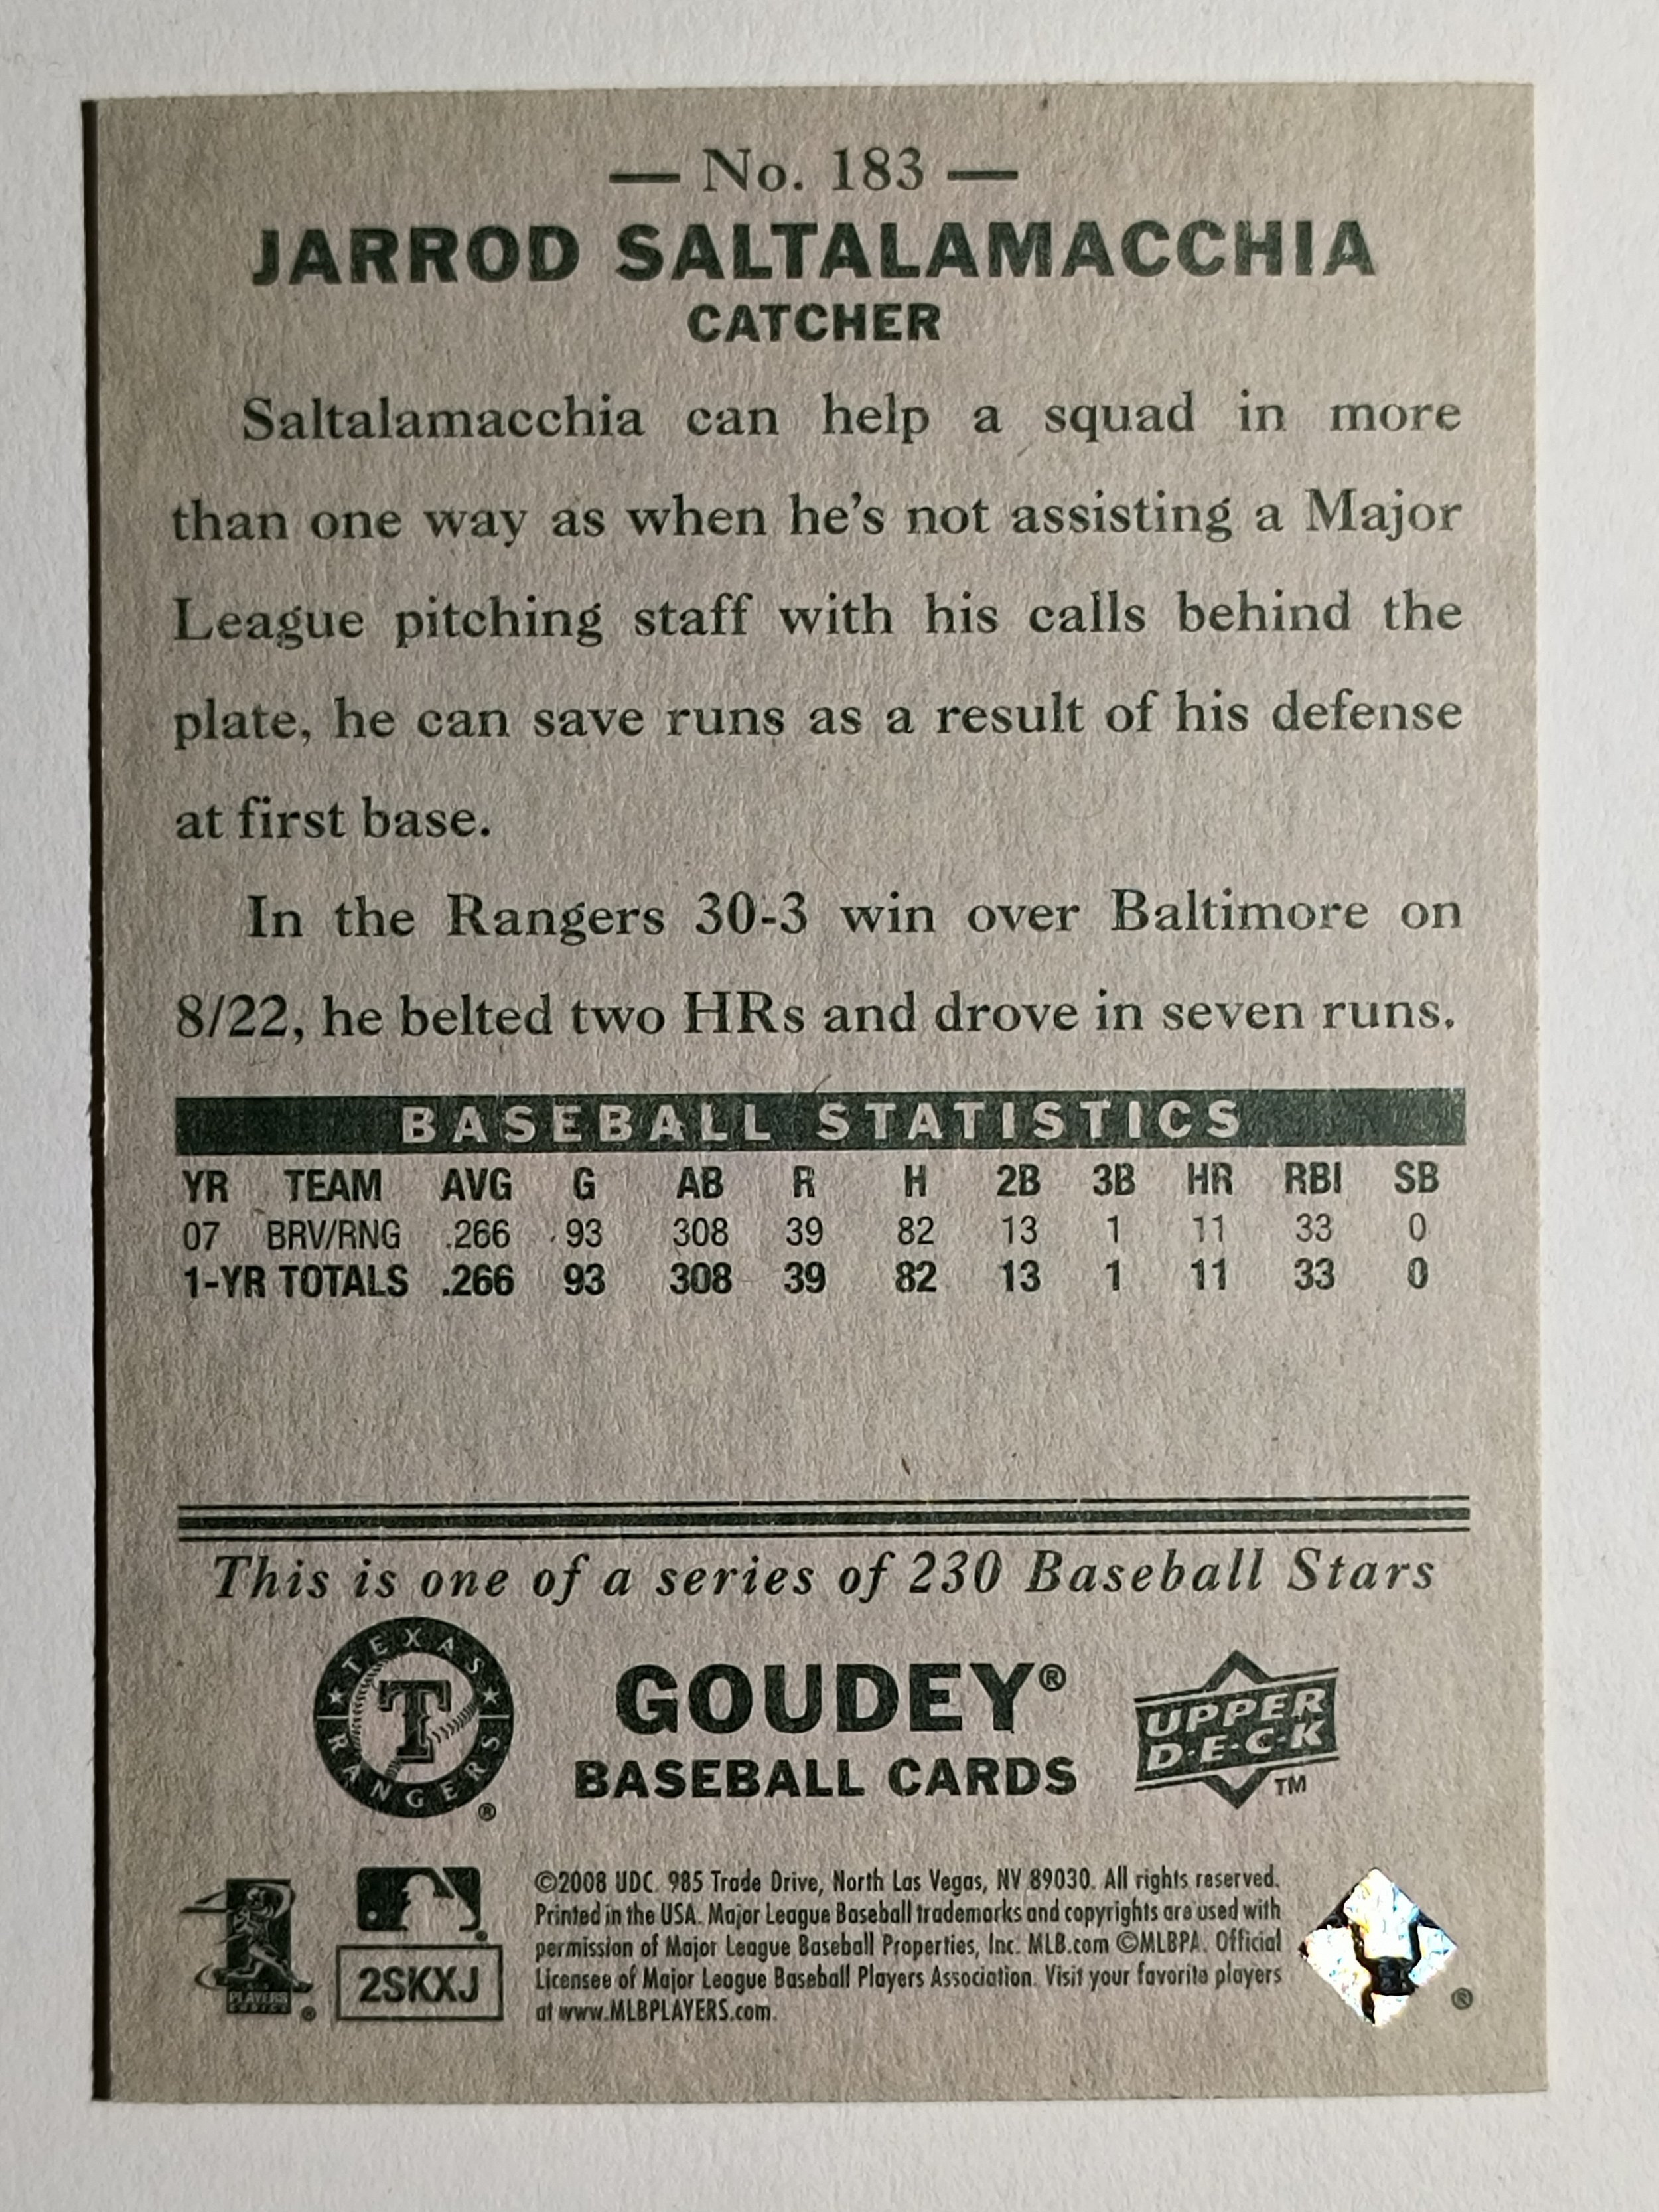 — No. 183 —
JARROD SALTALAMACCHIA
CATCHER
Saltalamacchia can help a squad in more
than one way as when he's not assisting a Major
League pitching staff with his calls behind the
plate, he can save runs as a result of his defense
at first base.
In the Rangers 30-3 win over Baltimore on
8/22, he belted two HRs and drove in seven runs.
BASEBALL STATISTICS
YR TEAM AVG G AB R H 2B 3B HR RBI SB
07 BRV/RNG .266 93 308 39 82 13 1 11 33 0
1-YR TOTALS .266 93 308 39 82 13 1 11 33 0
This is one of a series of 230 Baseball Stars
TEXAS RANGERS T ®
GOUDEY®
BASEBALL CARDS
UPPER
D·E·C·K
TM
PLAYERS
CHOICE ®
2SKXJ
©2008 UDC. 985 Trade Drive, North Las Vegas, NV 89030. All rights reserved.
Printed in the USA. Major League Baseball trademarks and copyrights are used with
permission of Major League Baseball Properties, Inc. MLB.com ©MLBPA. Official
Licensee of Major League Baseball Players Association. Visit your favorite players
at www.MLBPLAYERS.com.
®